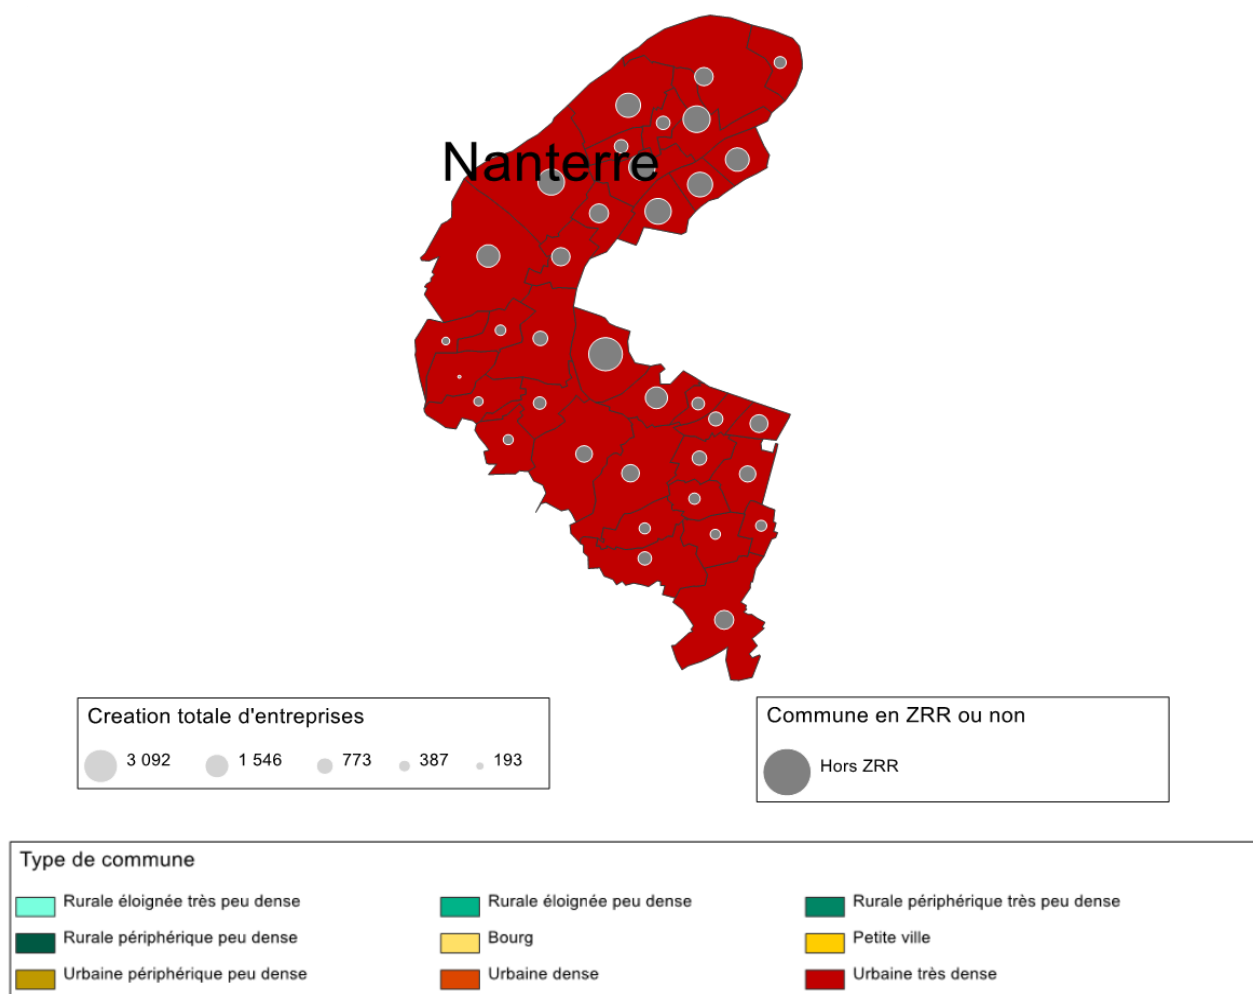 Nanterre
Creation totale d'entreprises
3 092 1 546 773 387 193
Commune en ZRR ou non
Hors ZRR
Type de commune
Rurale éloignée très peu dense Rurale éloignée peu dense Rurale périphérique très peu dense
Rurale périphérique peu dense Bourg Petite ville
Urbaine périphérique peu dense Urbaine dense Urbaine très dense